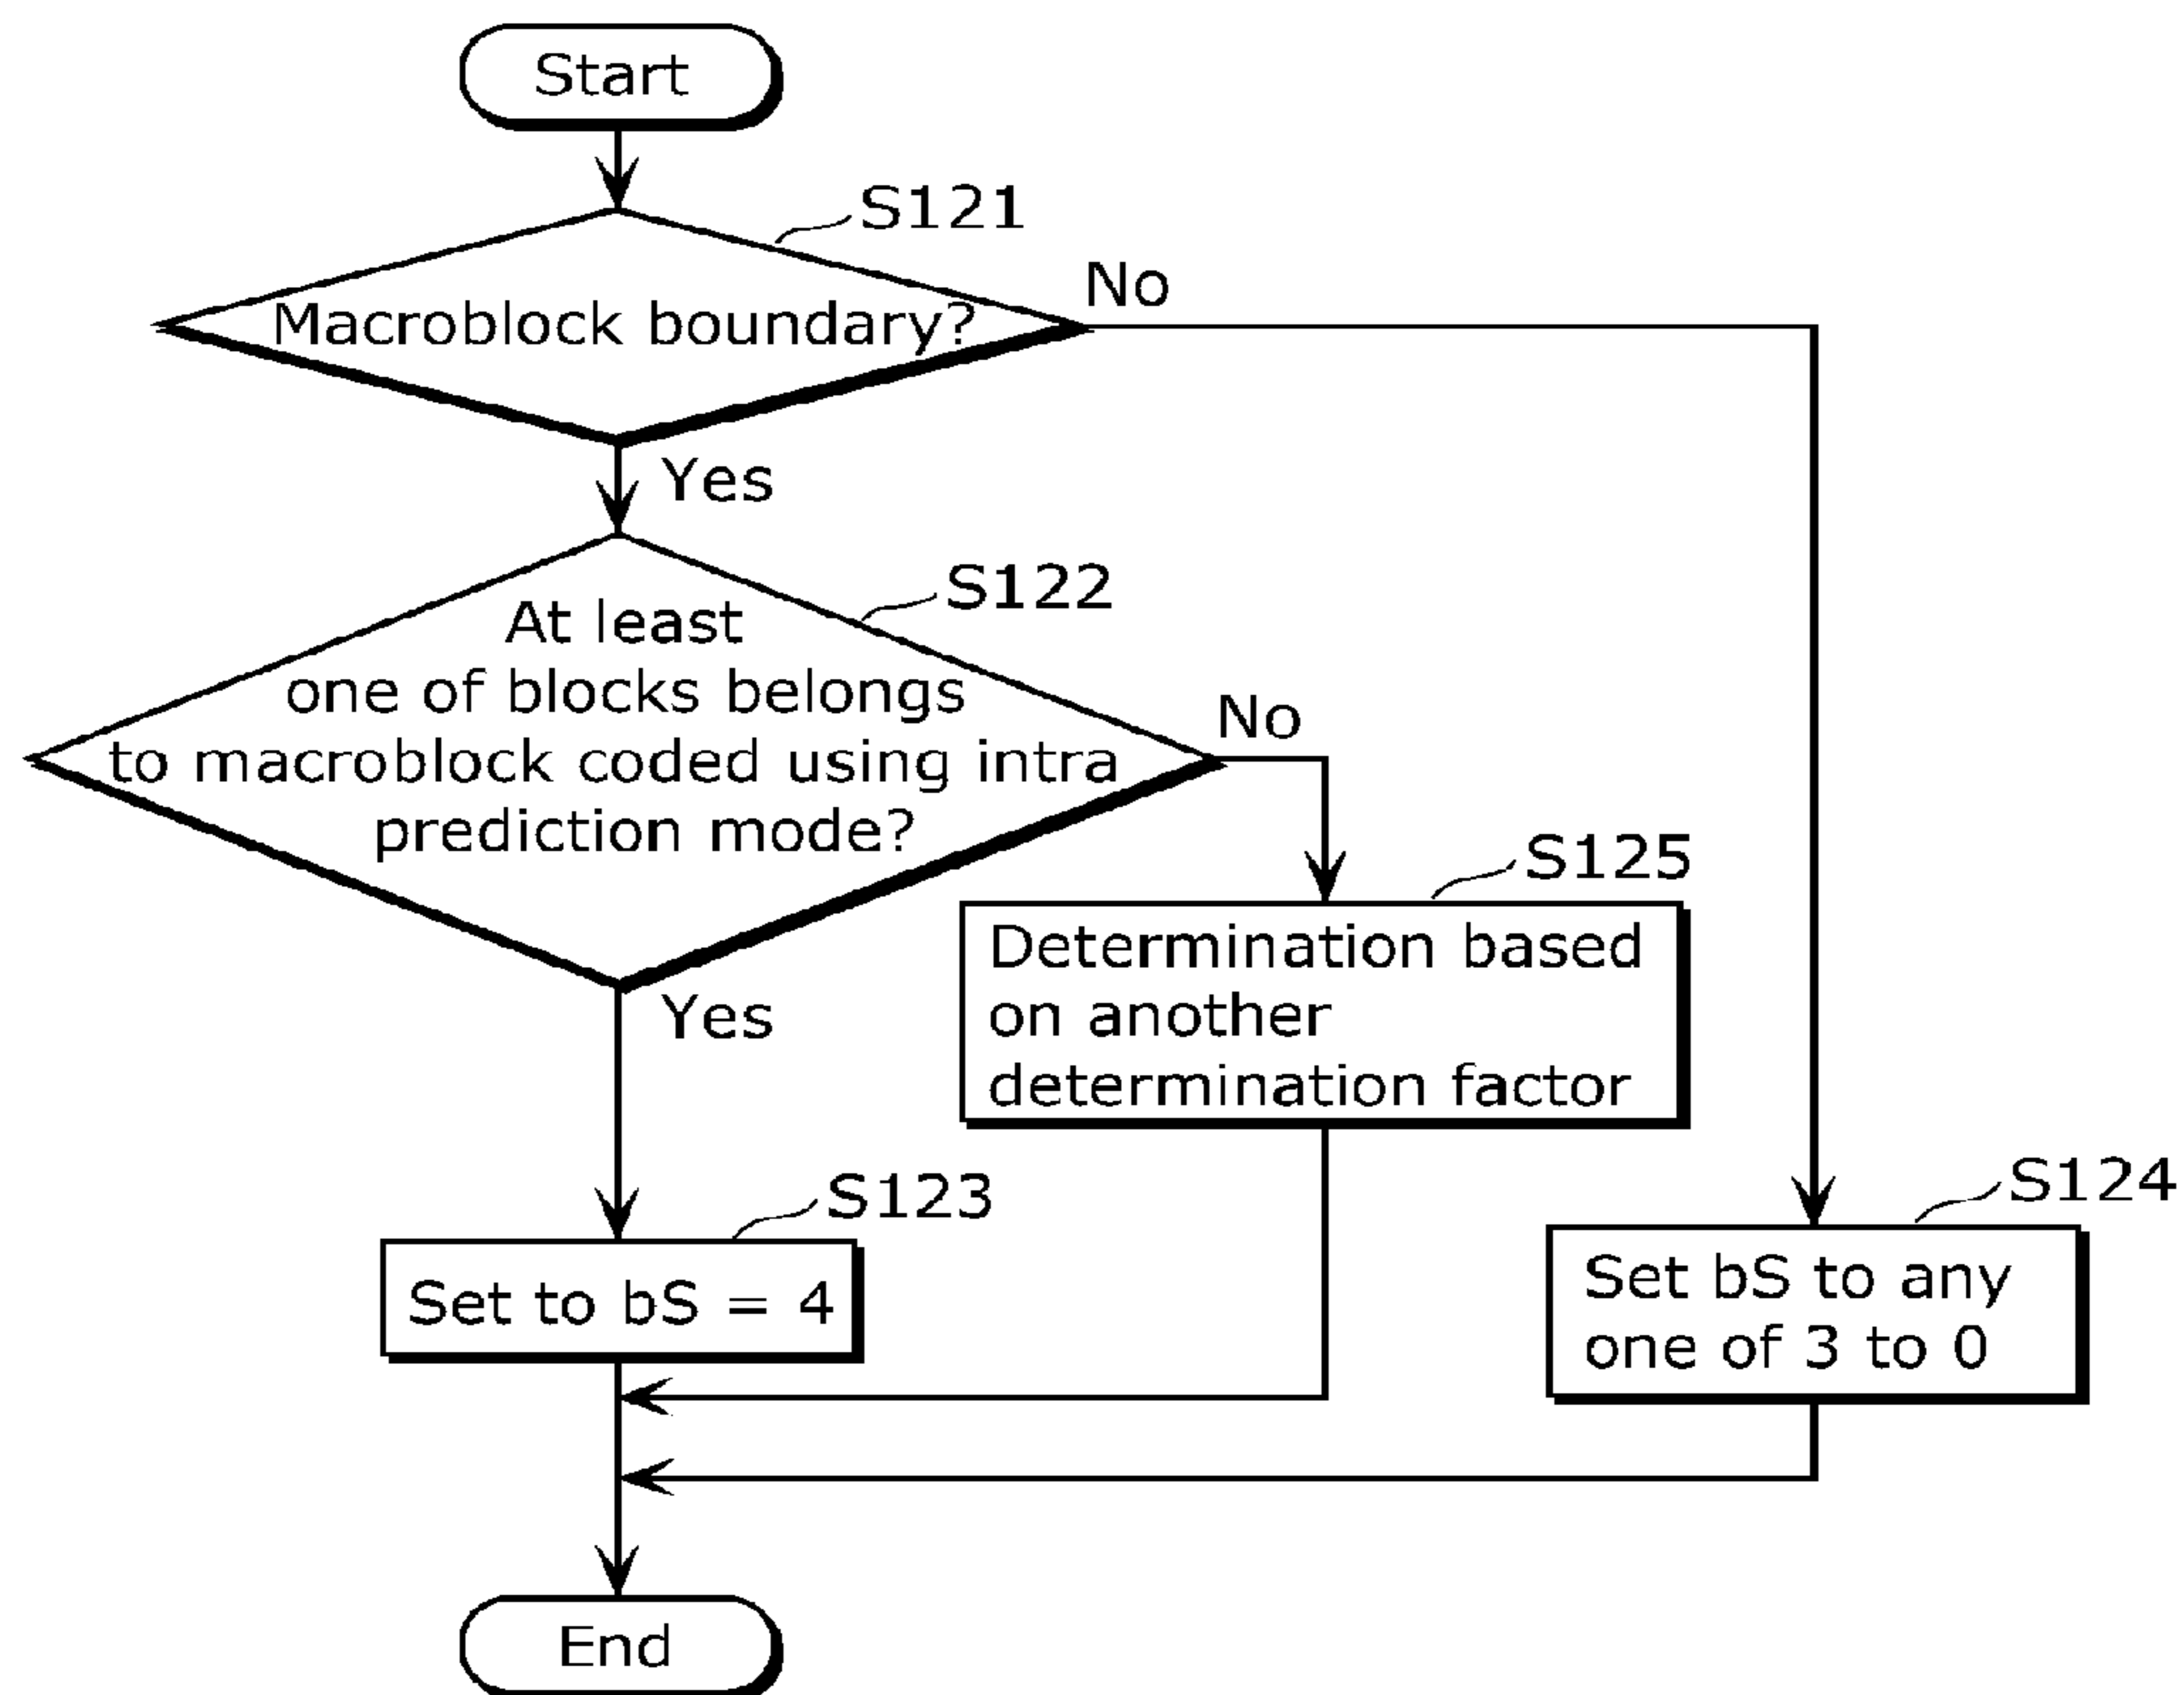 Start
S121
Macroblock boundary?
No
Yes
S122
At least
one of blocks belongs
to macroblock coded using intra
prediction mode?
No
Yes
S125
Determination based
on another
determination factor
S123
Set to bS = 4
S124
Set bS to any
one of 3 to 0
End